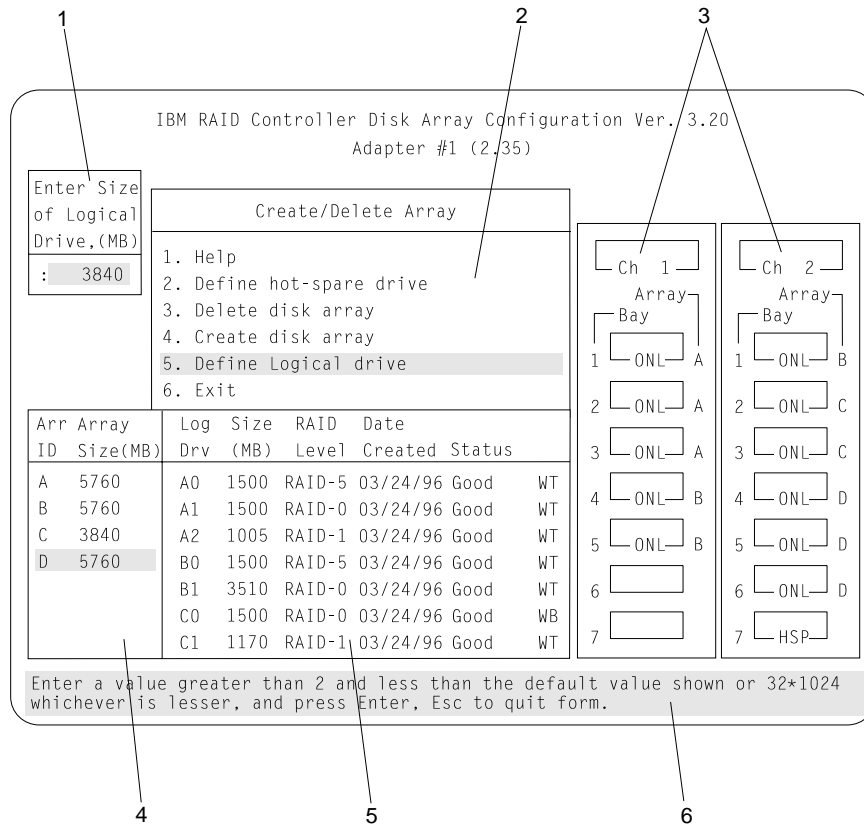 1 2 3
IBM RAID Controller Disk Array Configuration Ver. 3.20
Adapter #1 (2.35)
Enter Size
of Logical
Drive,(MB)
: 3840
Create/Delete Array
1. Help
2. Define hot-spare drive
3. Delete disk array
4. Create disk array
5. Define Logical drive
6. Exit
Arr Array
ID Size(MB)
A 5760
B 5760
C 3840
D 5760
Log Size RAID Date
Drv (MB) Level Created Status
A0 1500 RAID-5 03/24/96 Good WT
A1 1500 RAID-0 03/24/96 Good WT
A2 1005 RAID-1 03/24/96 Good WT
B0 1500 RAID-5 03/24/96 Good WT
B1 3510 RAID-0 03/24/96 Good WT
C0 1500 RAID-0 03/24/96 Good WB
C1 1170 RAID-1 03/24/96 Good WT
Ch 1
Array
Bay
1 ONL A
2 ONL A
3 ONL A
4 ONL B
5 ONL B
6
7
Ch 2
Array
Bay
1 ONL B
2 ONL C
3 ONL C
4 ONL D
5 ONL D
6 ONL D
7 HSP
Enter a value greater than 2 and less than the default value shown or 32*1024
whichever is lesser, and press Enter, Esc to quit form.
4 5 6